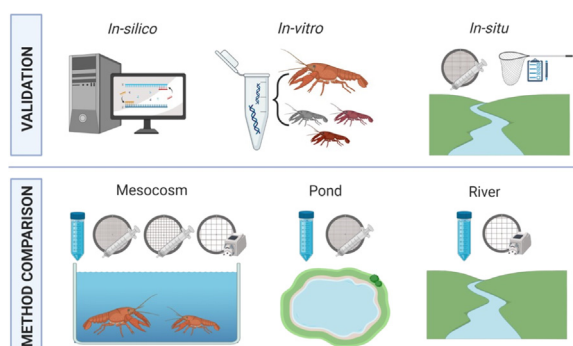 VALIDATION
In-silico
In-vitro
In-situ
METHOD COMPARISON
Mesocosm
Pond
River